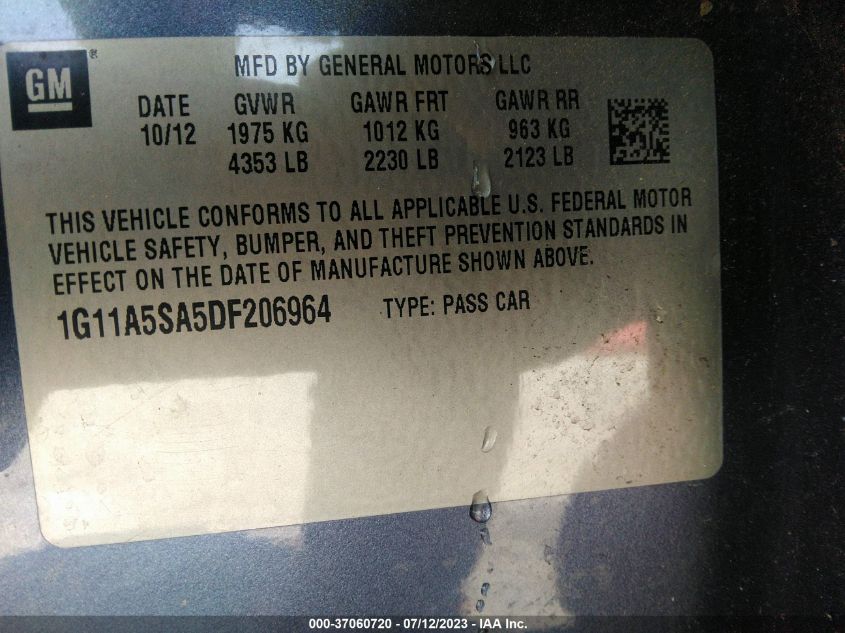 GM ®
MFD BY GENERAL MOTORS LLC
DATE GVWR GAWR FRT GAWR RR
10/12 1975 KG 1012 KG 963 KG
4353 LB 2230 LB 2123 LB
THIS VEHICLE CONFORMS TO ALL APPLICABLE U.S. FEDERAL MOTOR
VEHICLE SAFETY, BUMPER, AND THEFT PREVENTION STANDARDS IN
EFFECT ON THE DATE OF MANUFACTURE SHOWN ABOVE.
1G11A5SA5DF206964 TYPE: PASS CAR
000-37060720 - 07/12/2023 - IAA Inc.